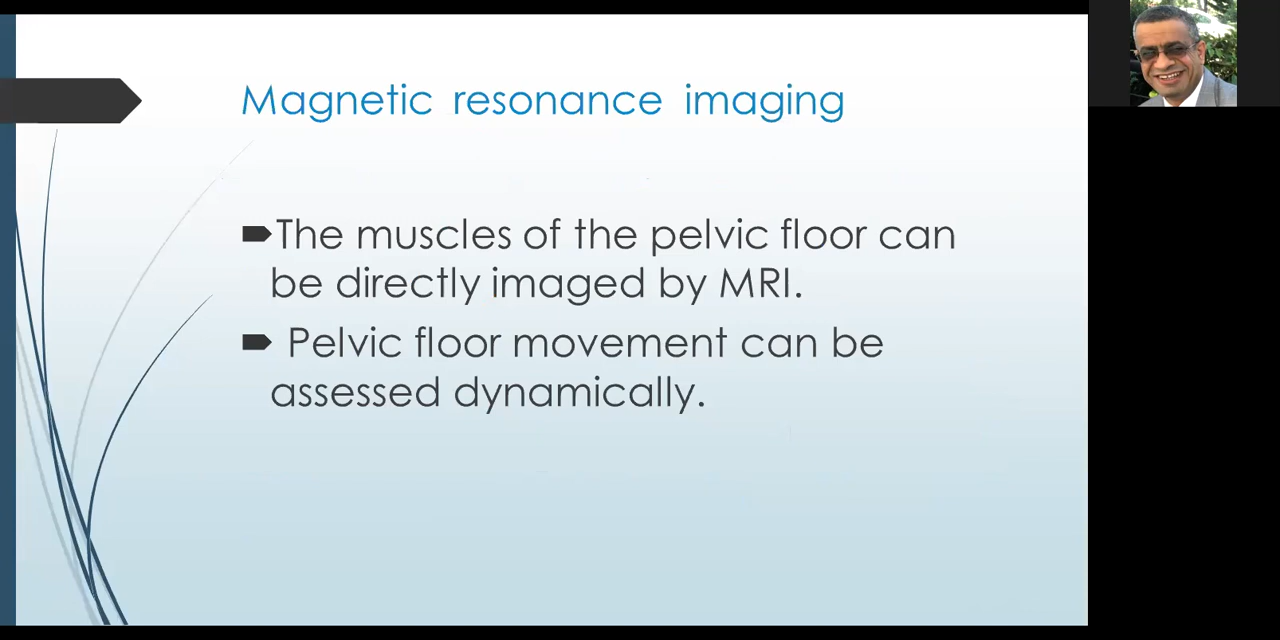 Magnetic resonance imaging
The muscles of the pelvic floor can
be directly imaged by MRI.
Pelvic floor movement can be
assessed dynamically.